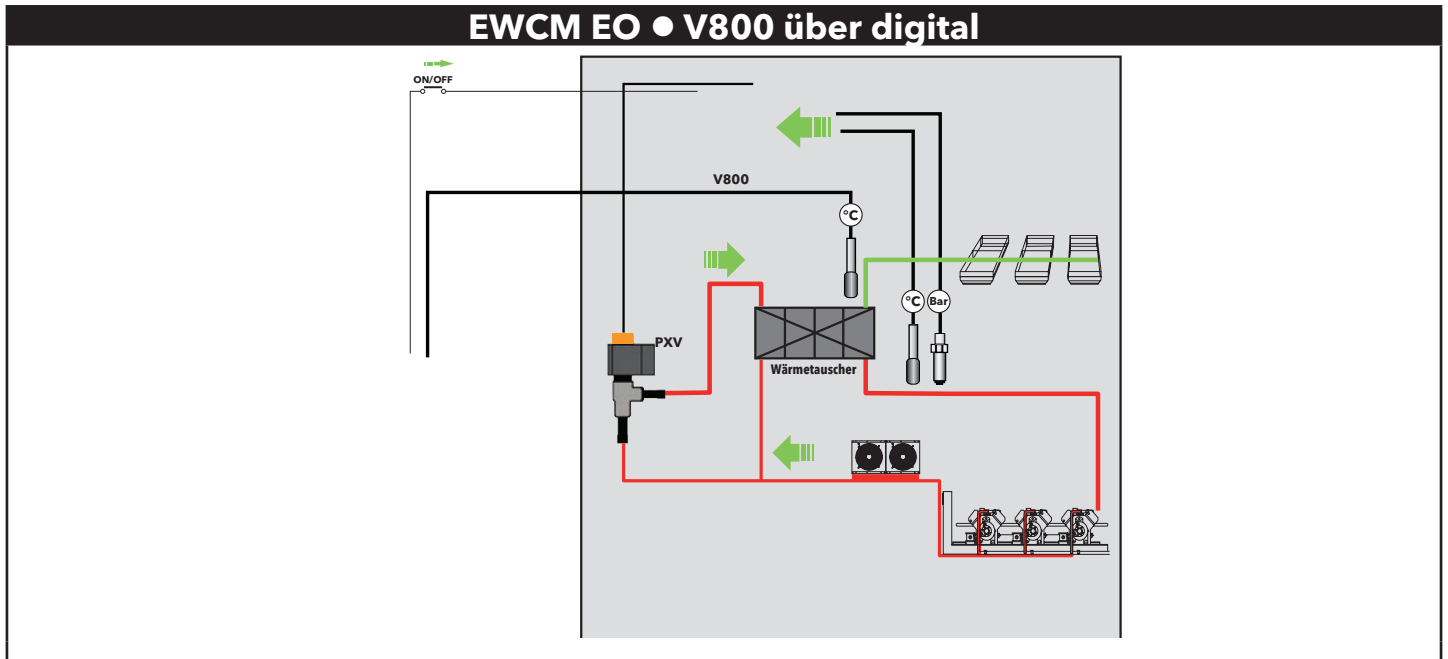 EWCM EO ● V800 über digital
ON/OFF
V800
°C
°C
Bar
PXV
Wärmetauscher